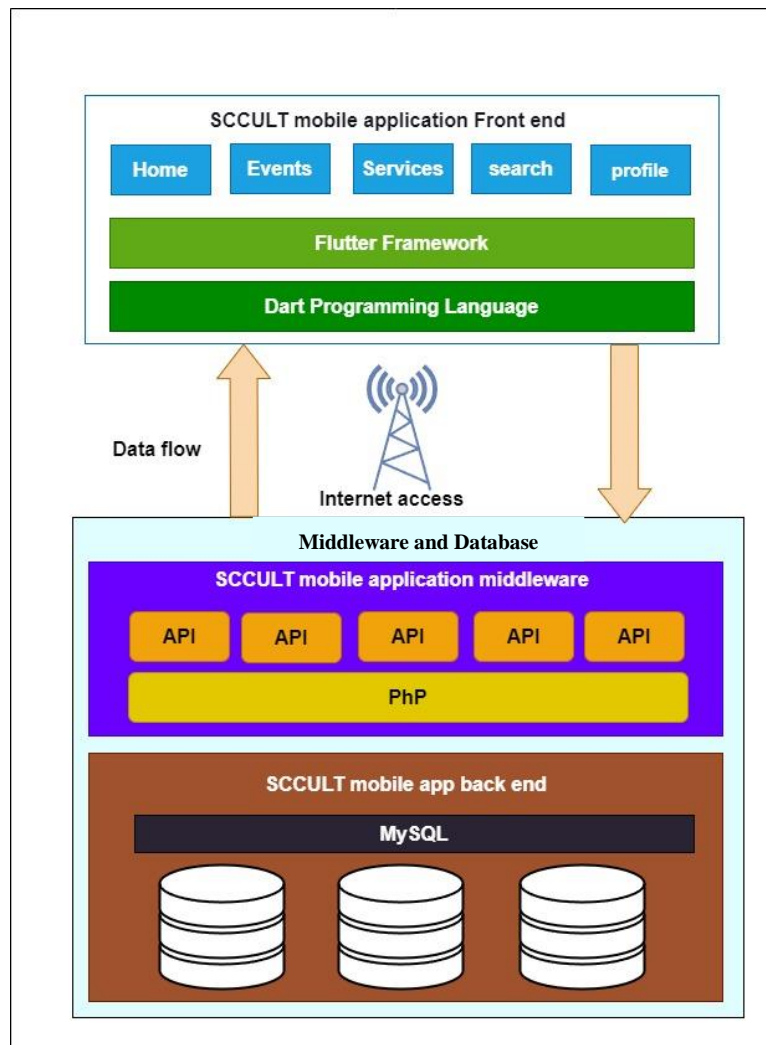 SCCULT mobile application Front end
Home Events Services search profile
Flutter Framework
Dart Programming Language
Data flow
Internet access
Middleware and Database
SCCULT mobile application middleware
API API API API API
PhP
SCCULT mobile app back end
MySQL